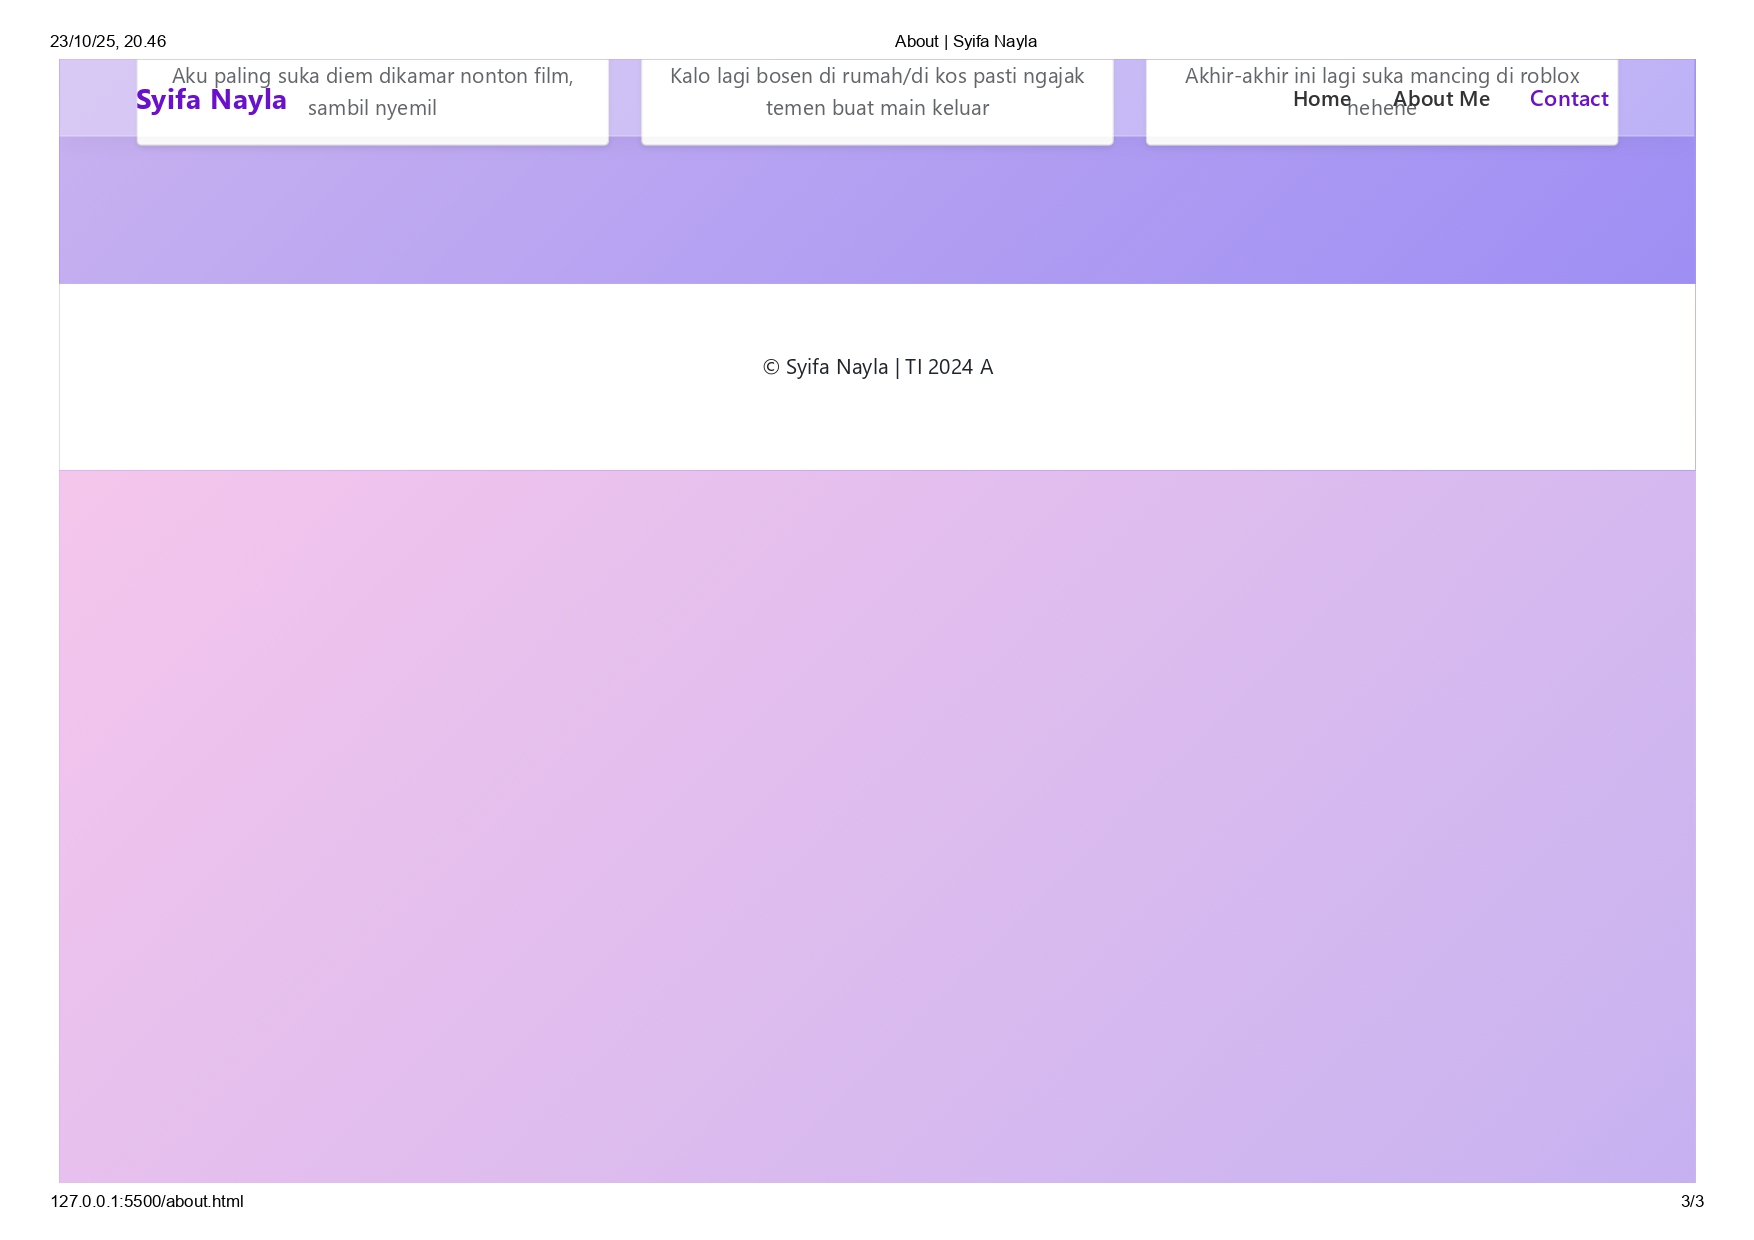 23/10/25, 20.46
About | Syifa Nayla
Aku paling suka diem dikamar nonton film,
sambil nyemil
Kalo lagi bosen di rumah/di kos pasti ngajak
temen buat main keluar
Akhir-akhir ini lagi suka mancing di roblox
hehehe
Syifa Nayla
Home
About Me
Contact
© Syifa Nayla | TI 2024 A
127.0.0.1:5500/about.html
3/3